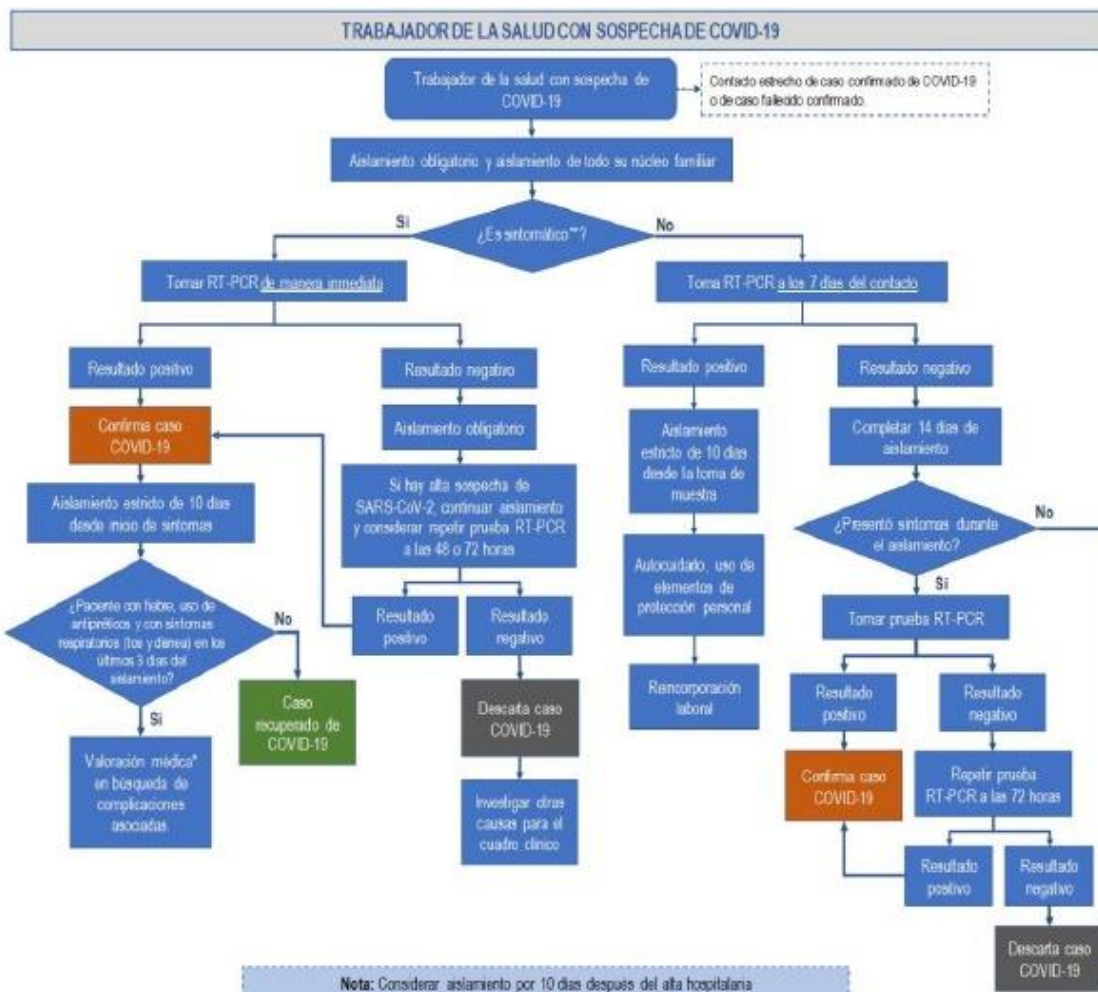 TRABAJADOR DE LA SALUD CON SOSPECHA DE COVID-19
Trabajador de la salud con sospecha de
COVID-19
Contacto estrecho de caso confirmado de COVID-19
o de caso fallecido confirmado.
Aislamiento obligatorio y aislamiento de todo su núcleo familiar
Si
¿Es sintomático**?
No
Tomar RT-PCR de manera inmediata
Toma RT-PCR a los 7 días del contacto
Resultado positivo
Resultado negativo
Resultado positivo
Resultado negativo
Confirma caso
COVID-19
Aislamiento obligatorio
Aislamiento
estricto de 10 días
desde la toma de
muestra
Completar 14 días de
aislamiento
Aislamiento estricto de 10 días
desde inicio de síntomas
Si hay alta sospecha de
SARS-CoV-2, continuar aislamiento
y considerar repetir prueba RT-PCR
a las 48 o 72 horas
¿Presentó síntomas durante
el aislamiento?
No
Si
Autocuidado, uso de
elementos de
protección personal
¿Paciente con fiebre, uso de
antipiréticos y con síntomas
respiratorios (tos y disnea) en los
últimos 3 días del
aislamiento?
No
Si
Resultado
positivo
Resultado
negativo
Tomar prueba RT-PCR
Reincorporación
laboral
Resultado
positivo
Resultado
negativo
Caso
recuperado de
COVID-19
Descarta caso
COVID-19
Valoración médica*
en búsqueda de
complicaciones
asociadas.
Investigar otras
causas para el
cuadro clínico
Confirma caso
COVID-19
Repetir prueba
RT-PCR a las 72 horas
Resultado
positivo
Resultado
negativo
Descarta caso
COVID-19
Nota: Considerar aislamiento por 10 días después del alta hospitalaria